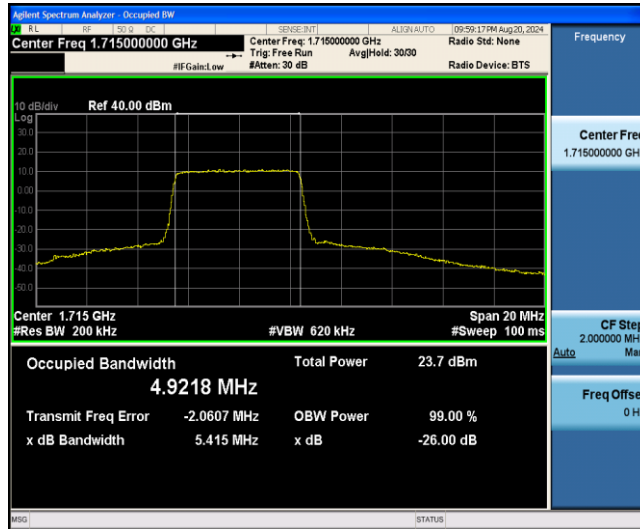 Agilent Spectrum Analyzer - Occupied BW
RL RF 50 Ω DC SENSE:INT ALIGN AUTO 09:59:17 PM Aug 20, 2024
Center Freq 1.715000000 GHz Center Freq: 1.715000000 GHz Radio Std: None Frequency
Trig: Free Run Avg|Hold: 30/30
#IFGain:Low #Atten: 30 dB Radio Device: BTS
10 dB/div Ref 40.00 dBm
Log
30.0
20.0
10.0
0.00
-10.0
-20.0
-30.0
-40.0
-50.0
Center 1.715 GHz Span 20 MHz
#Res BW 200 kHz #VBW 620 kHz #Sweep 100 ms
Occupied Bandwidth Total Power 23.7 dBm
4.9218 MHz
Transmit Freq Error -2.0607 MHz OBW Power 99.00 %
x dB Bandwidth 5.415 MHz x dB -26.00 dB
Center Fre
1.715000000 GH
CF Step
2.000000 MH
Auto Ma
Freq Offse
0 H
MSG STATUS